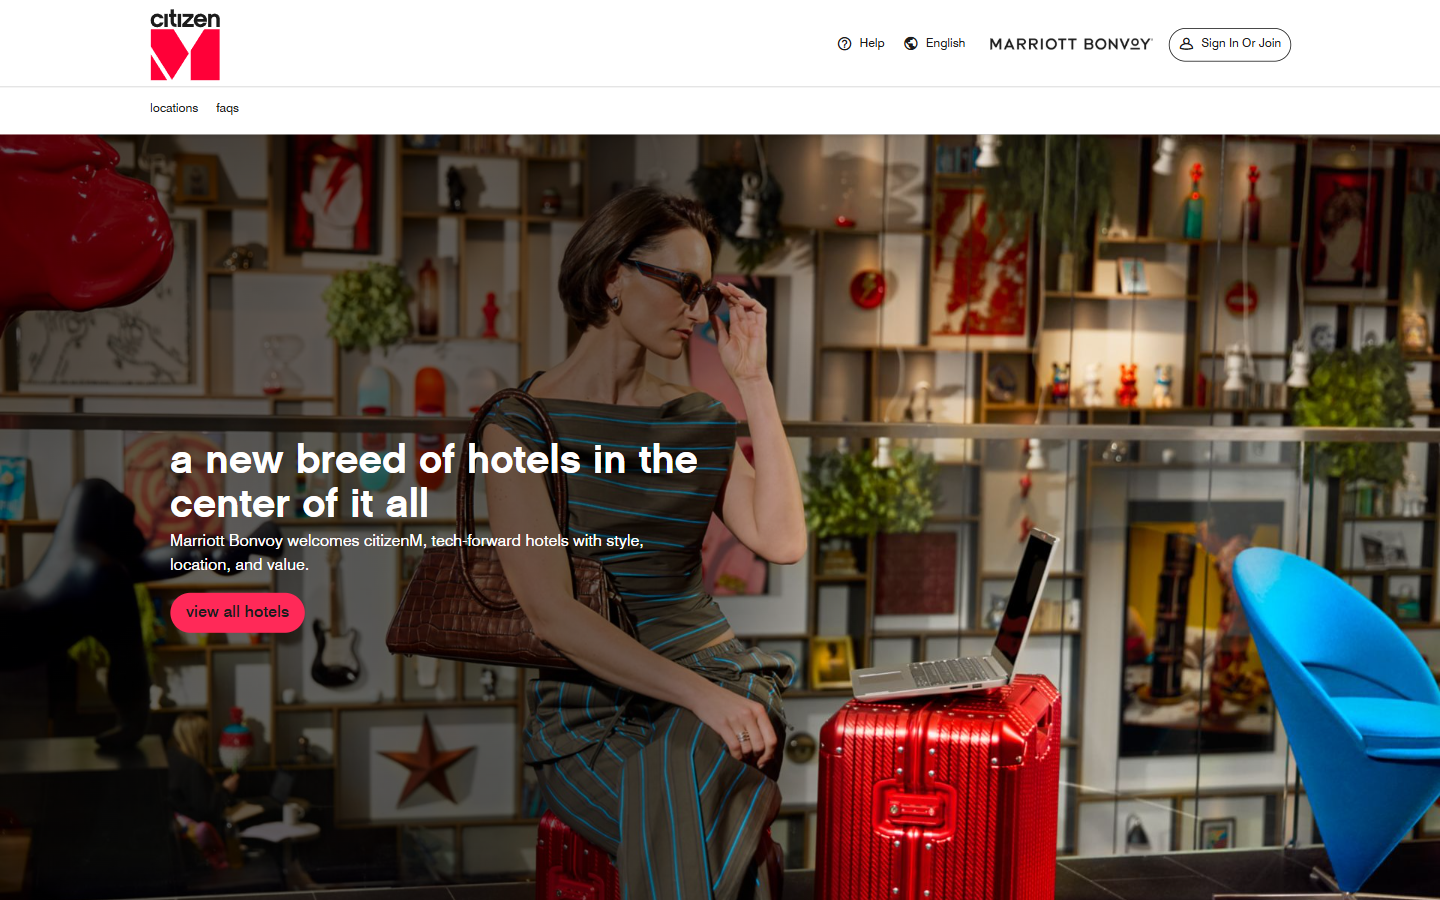 citizen
M
Help
English
MARRIOTT BONVOY
Sign In Or Join
locations
faqs
a new breed of hotels in the
center of it all
Marriott Bonvoy welcomes citizenM, tech-forward hotels with style,
location, and value.
view all hotels